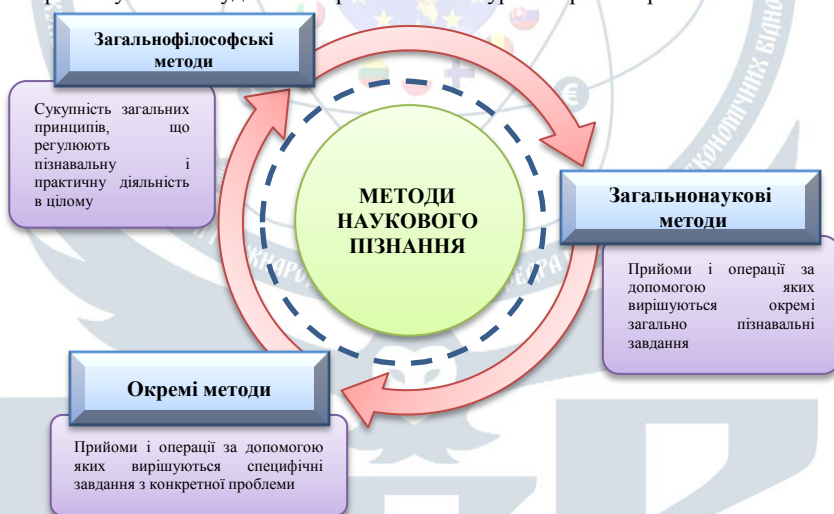 Загальнофілософські
методи
Сукупність загальних
принципів, що
регулюють
пізнавальну і
практичну діяльність
в цілому
МЕТОДИ
НАУКОВОГО
ПІЗНАННЯ
Загальнонаукові
методи
Прийоми і операції за
допомогою яких
вирішуються окремі
загально пізнавальні
завдання
Окремі методи
Прийоми і операції за допомогою
яких вирішуються специфічні
завдання з конкретної проблеми